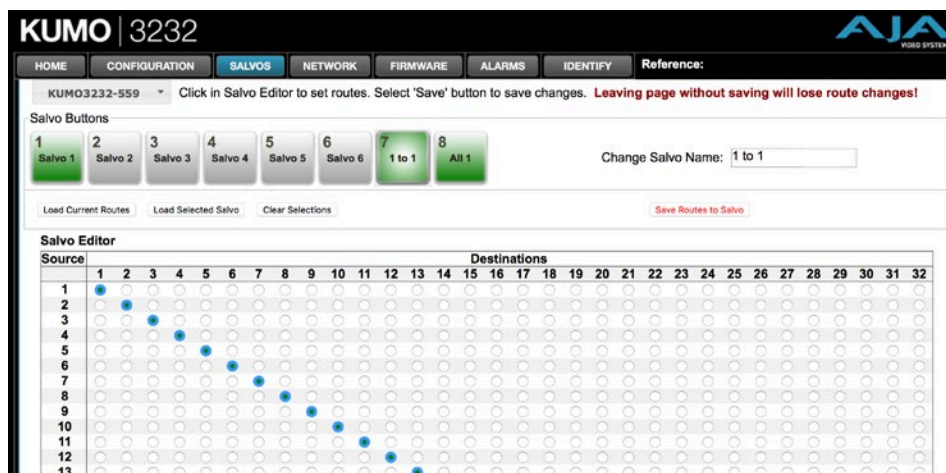 KUMO | 3232
AJA
VIDEO SYSTEM
HOME CONFIGURATION SALVOS NETWORK FIRMWARE ALARMS IDENTIFY Reference:
KUMO3232-559 Click in Salvo Editor to set routes. Select 'Save' button to save changes. Leaving page without saving will lose route changes!
Salvo Buttons
1 2 3 4 5 6 7 8
Salvo 1 Salvo 2 Salvo 3 Salvo 4 Salvo 5 Salvo 6 1 to 1 All 1 Change Salvo Name: 1 to 1
Load Current Routes Load Selected Salvo Clear Selections Save Routes to Salvo
Salvo Editor
Source Destinations
1 2 3 4 5 6 7 8 9 10 11 12 13 14 15 16 17 18 19 20 21 22 23 24 25 26 27 28 29 30 31 32
1
2
3
4
5
6
7
8
9
10
11
12
13